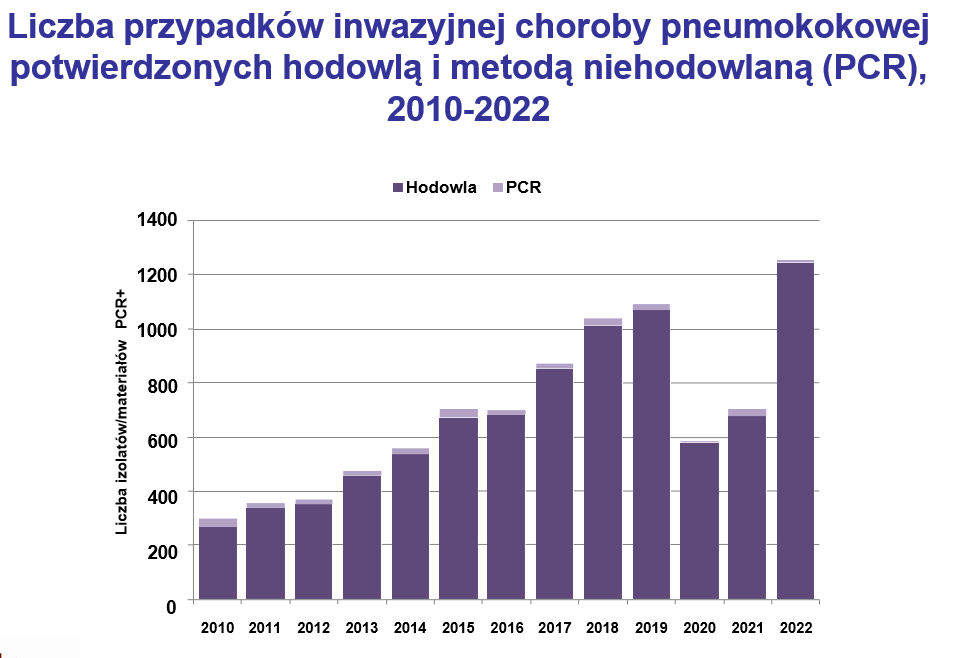 Liczba przypadków inwazyjnej choroby pneumokokowej
potwierdzonych hodowlą i metodą niehodowlaną (PCR),
2010-2022
Hodowla PCR
Liczba izolatów/materiałów PCR+
1400
1200
1000
800
600
400
200
0
2010 2011 2012 2013 2014 2015 2016 2017 2018 2019 2020 2021 2022